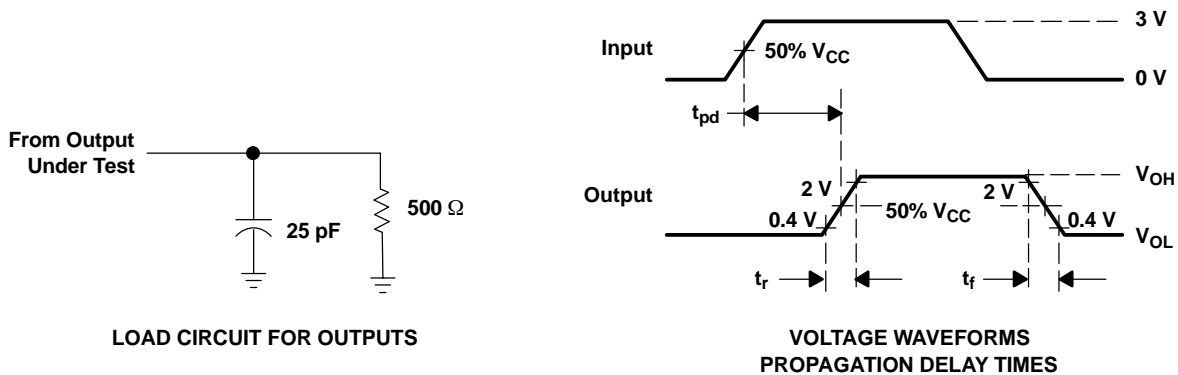 From Output
Under Test
25 pF
500 Ω
LOAD CIRCUIT FOR OUTPUTS
Input
50% VCC
3 V
0 V
tpd
Output
2 V
0.4 V
50% VCC
2 V
0.4 V
VOH
VOL
tr
tf
VOLTAGE WAVEFORMS
PROPAGATION DELAY TIMES